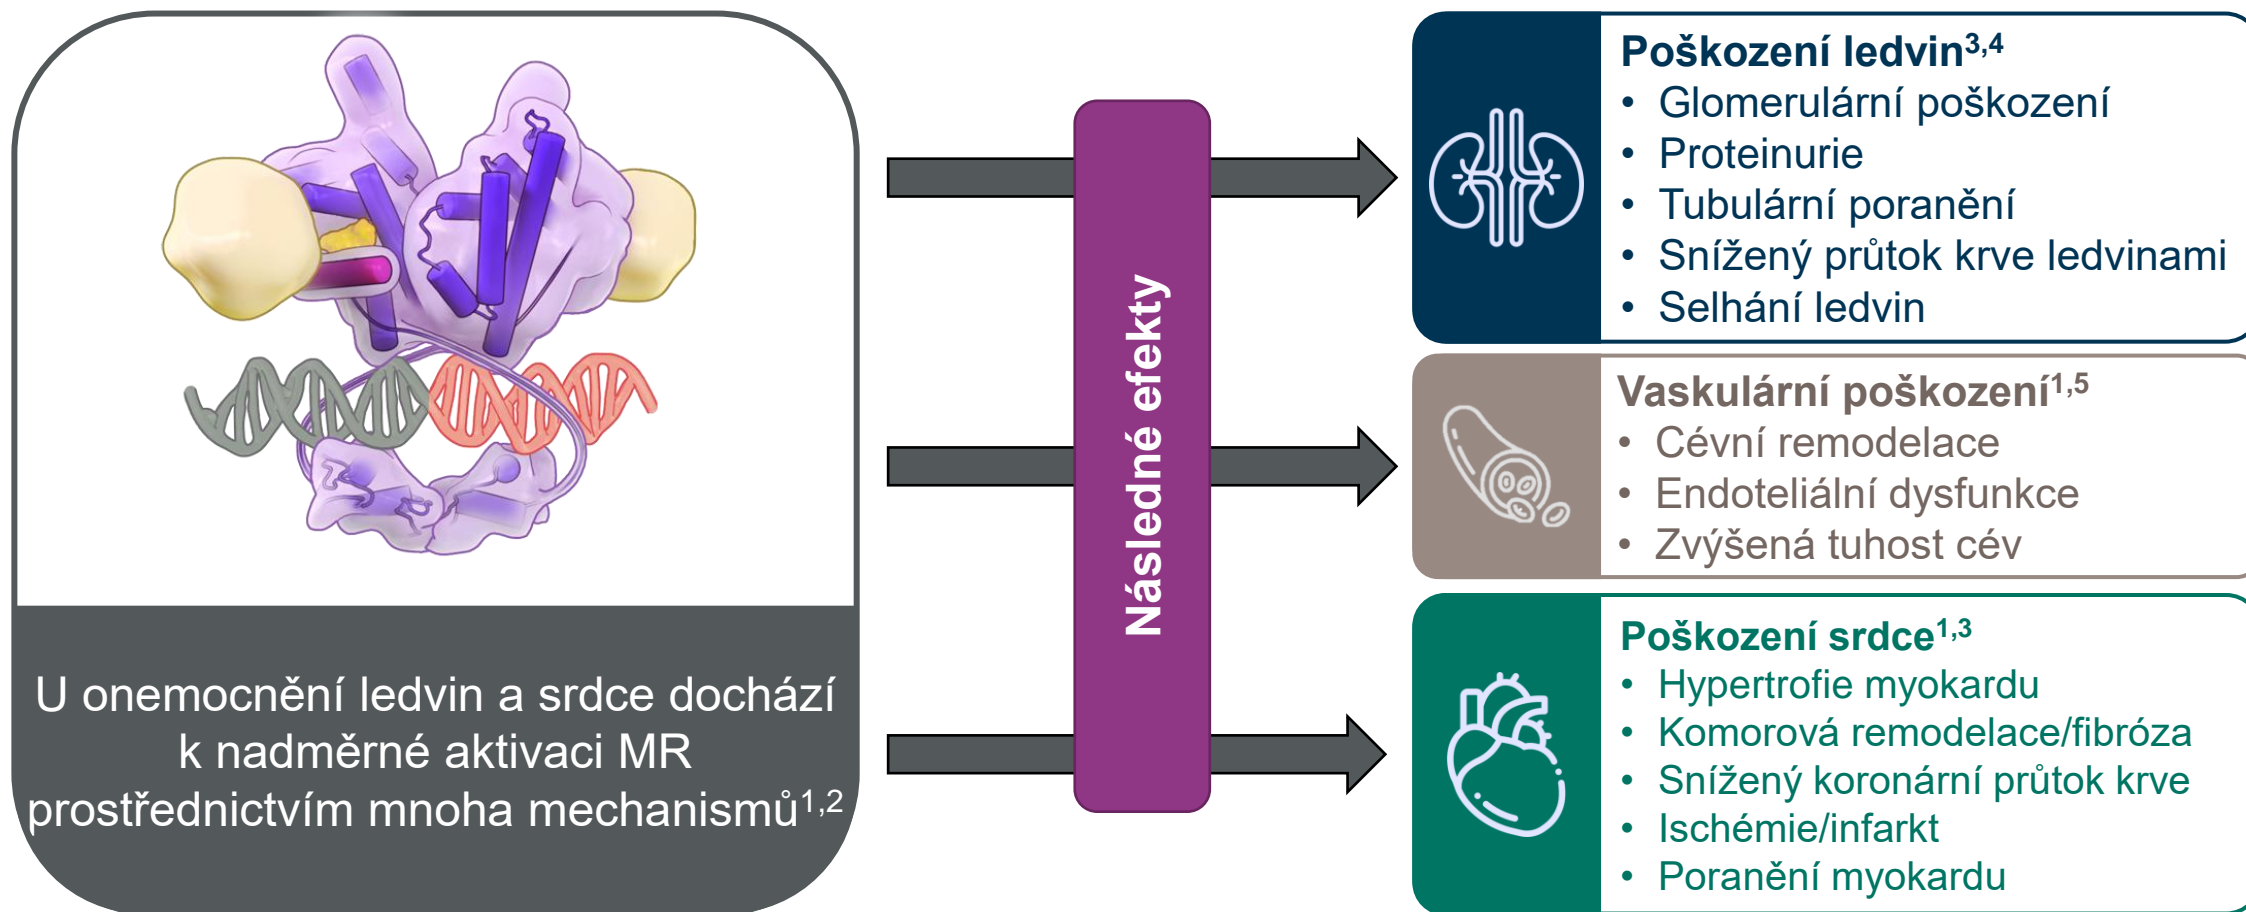 U onemocnění ledvin a srdce dochází
k nadměrné aktivaci MR
prostřednictvím mnoha mechanismů1,2
Následné efekty
Poškození ledvin3,4
• Glomerulární poškození
• Proteinurie
• Tubulární poranění
• Snížený průtok krve ledvinami
• Selhání ledvin
Vaskulární poškození1,5
• Cévní remodelace
• Endoteliální dysfunkce
• Zvýšená tuhost cév
Poškození srdce1,3
• Hypertrofie myokardu
• Komorová remodelace/fibróza
• Snížený koronární průtok krve
• Ischémie/infarkt
• Poranění myokardu